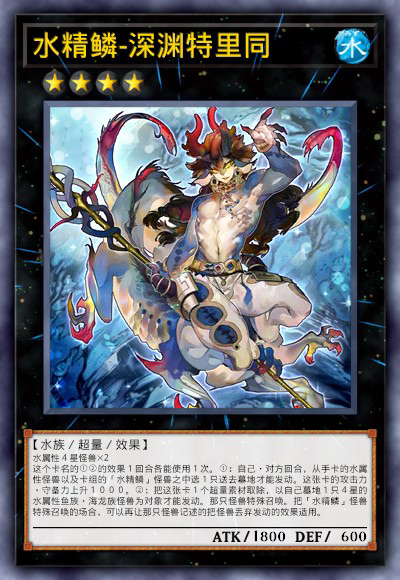 水精鳞-深渊特里同
水
【水族/超量/效果】
水属性4星怪兽×2
这个卡名的①②的效果1回合各能使用1次。①：自己·对方回合，从手卡的水属
性怪兽以及卡组的「水精鳞」怪兽之中选1只送去墓地才能发动。这张卡的攻击力
·守备力上升1000。②：把这张卡1个超量素材取除，以自己墓地1只4星的
水属性鱼族·海龙族怪兽为对象才能发动。那只怪兽特殊召唤。把「水精鳞」怪兽
特殊召唤的场合，可以再让那只怪兽记述的把怪兽丢弃发动的效果适用。
ATK/1800 DEF/ 600